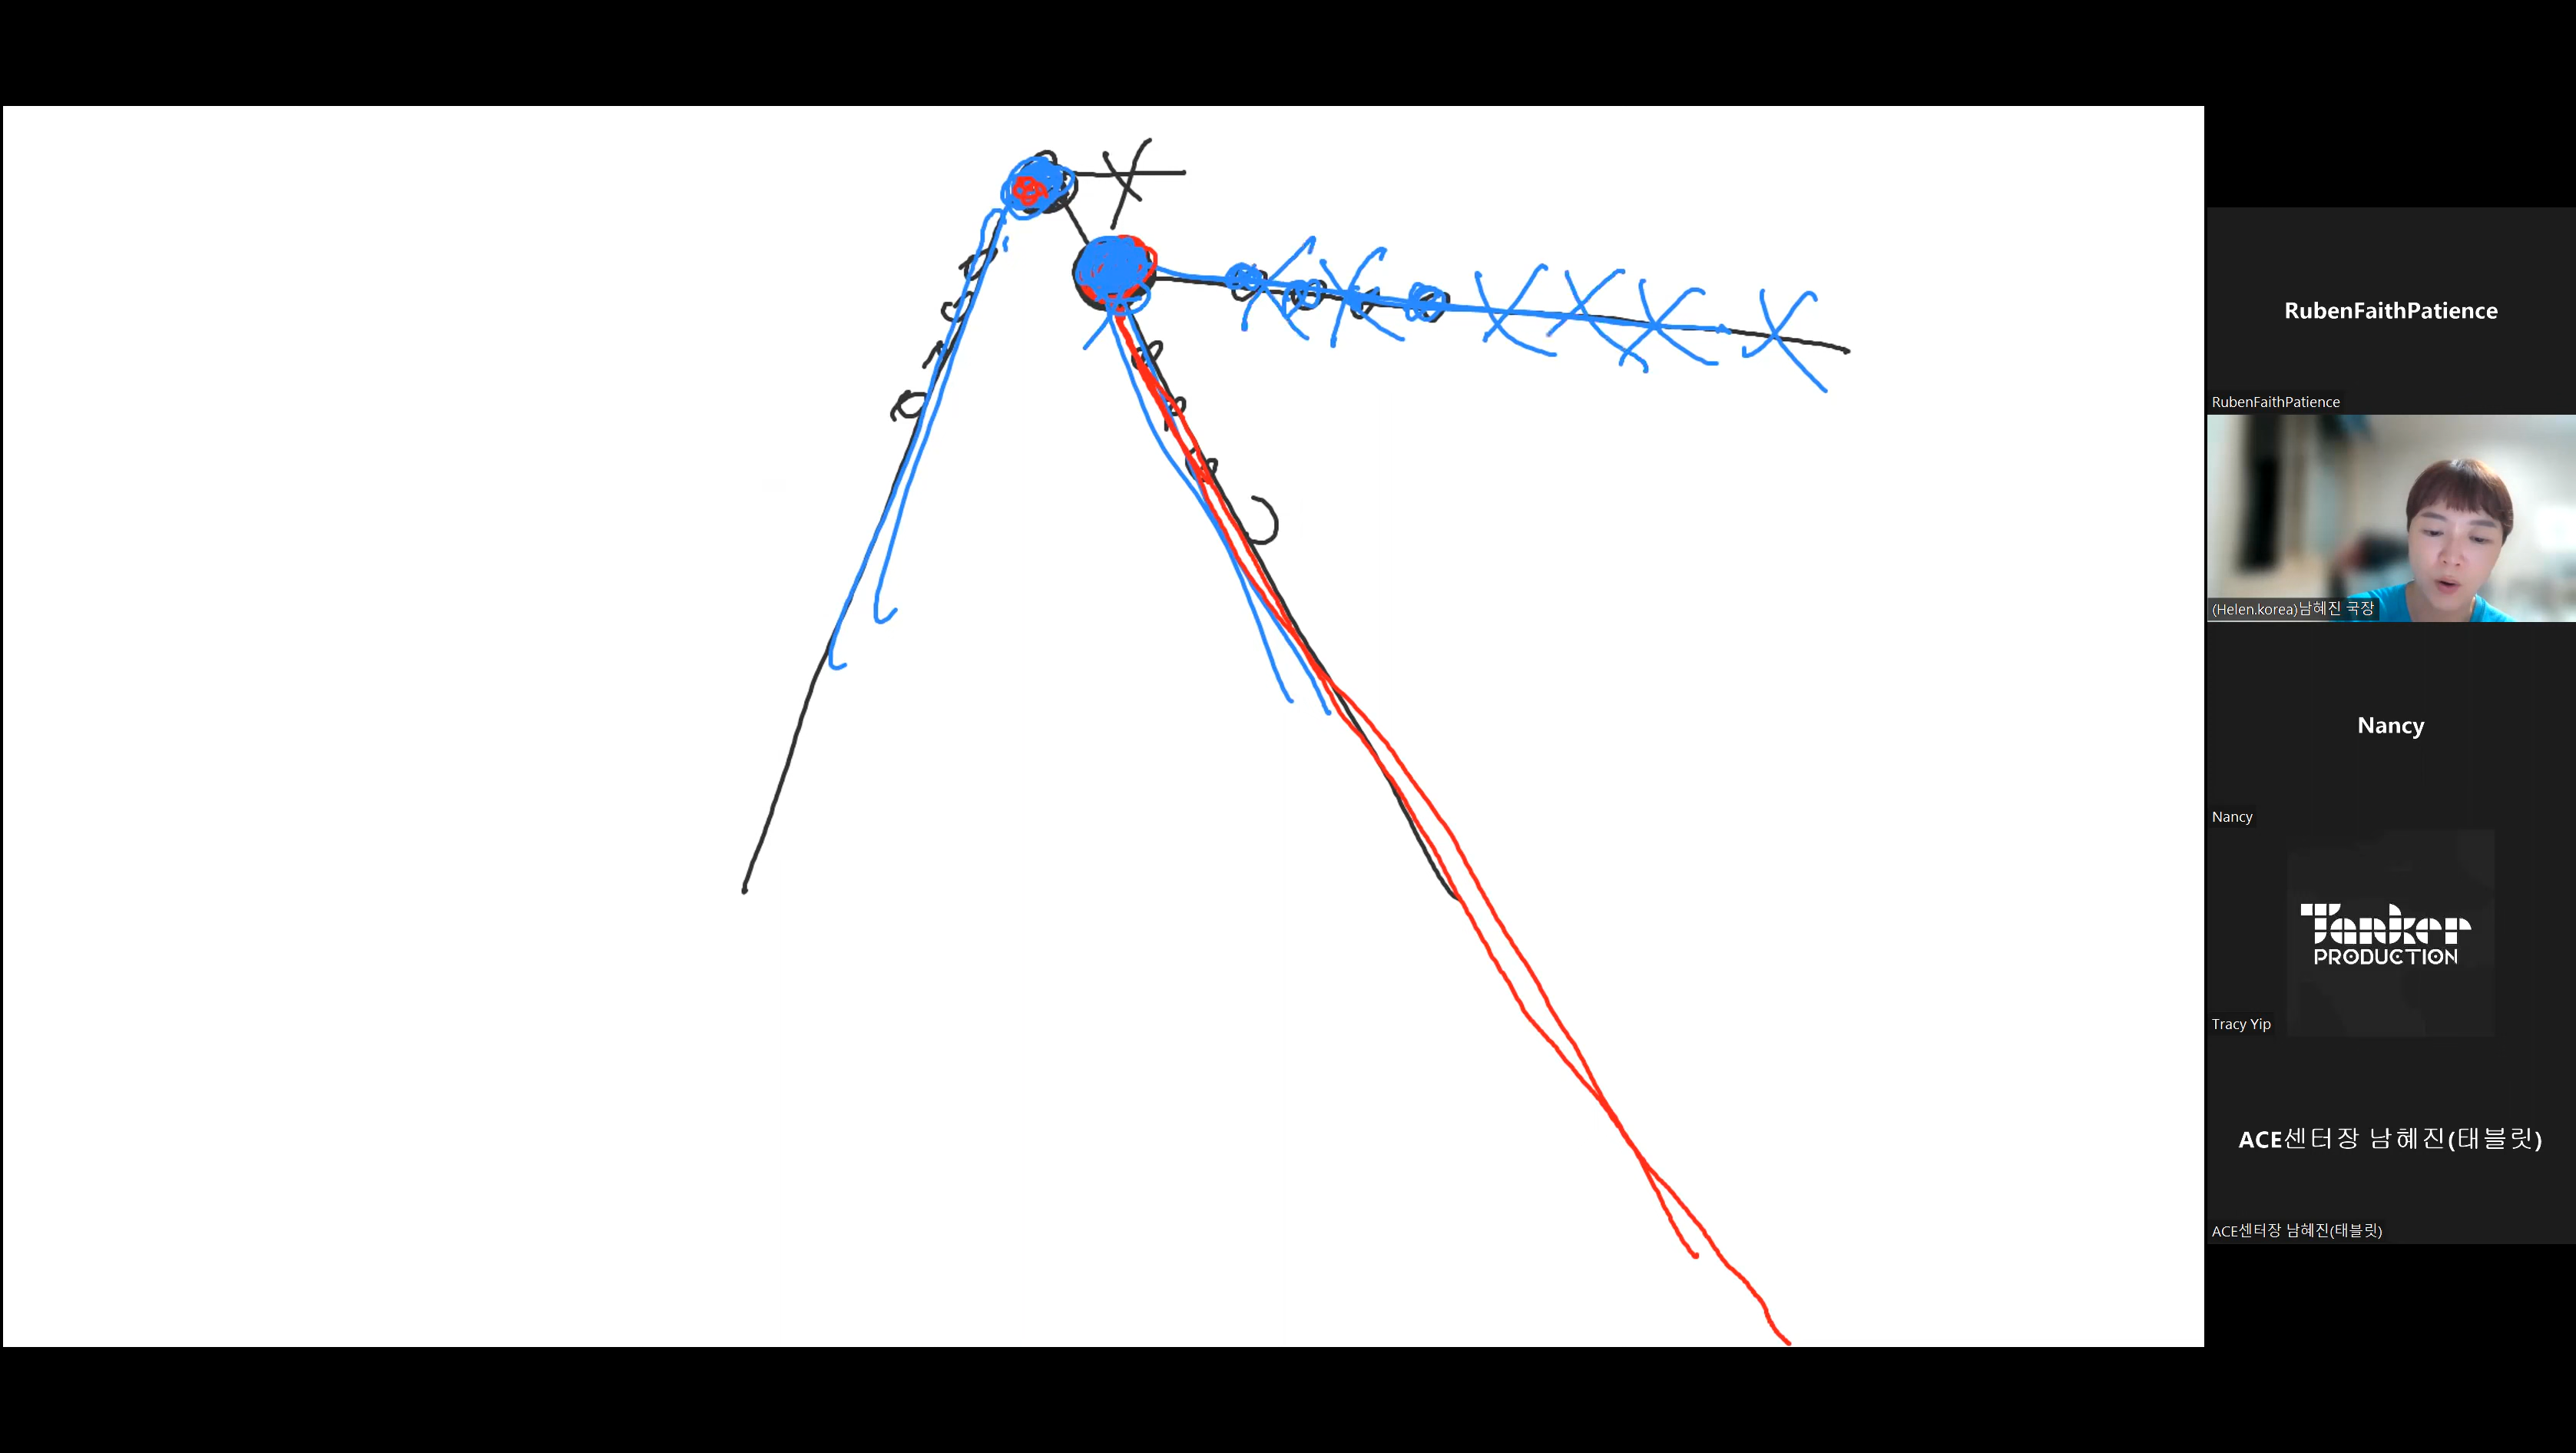 RubenFaithPatience
RubenFaithPatience
(Helen.korea)남혜진 국장
Nancy
Nancy
Tanker
PRODUCTION
Tracy Yip
ACE센터장 남혜진(태블릿)
ACE센터장 남혜진(태블릿)